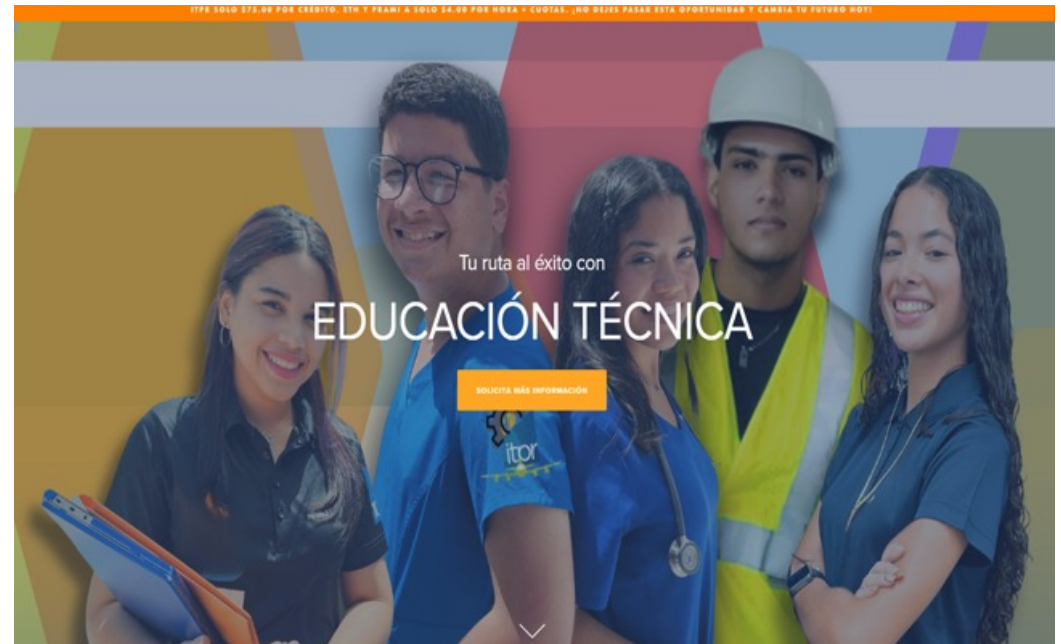 ITPR SOLO $75.00 POR CRÉDITO, ETH Y PRAMI A SOLO $4.00 POR HORA + CUOTAS. ¡NO DEJES PASAR ESTA OPORTUNIDAD Y CAMBIA TU FUTURO HOY!
Tu ruta al éxito con
EDUCACIÓN TÉCNICA
SOLICITA MÁS INFORMACIÓN
itpr